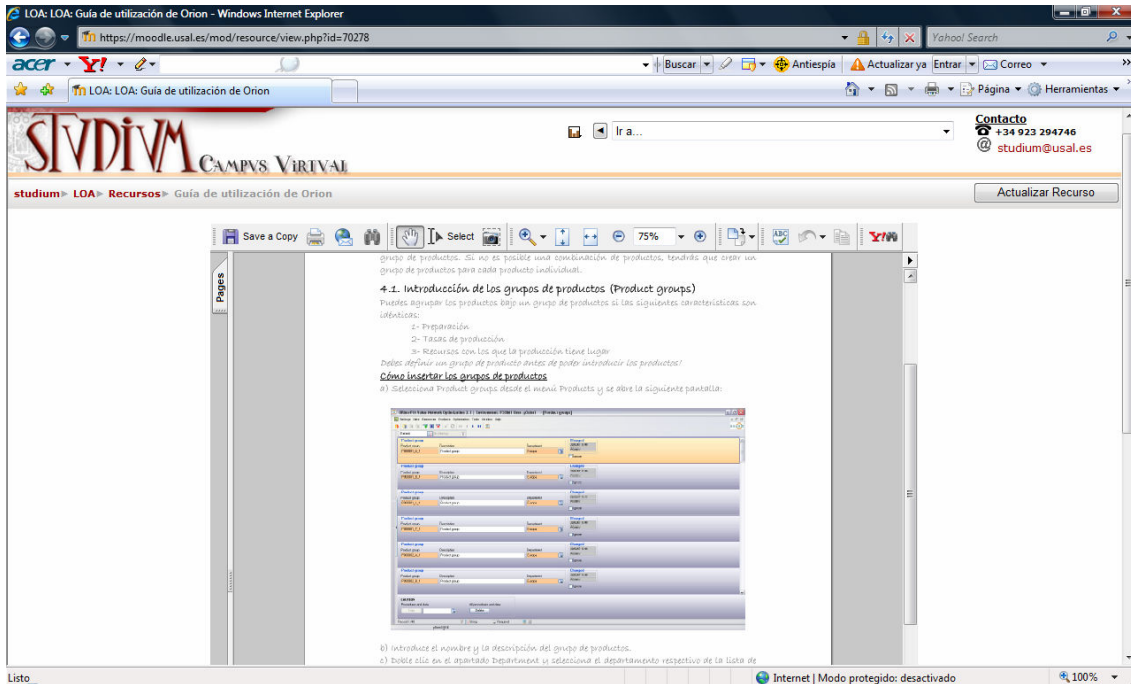 LOA: LOA: Guía de utilización de Orion - Windows Internet Explorer
https://moodle.usal.es/mod/resource/view.php?id=70278
Yahoo! Search
acer Y!
Buscar Antiespía Actualizar ya Entrar Correo
LOA: LOA: Guía de utilización de Orion
Página Herramientas
STVDIVM CAMPVS VIRTVAL
Ir a...
Contacto
+34 923 294746
studium@usal.es
studium LOA Recursos Guía de utilización de Orion
Actualizar Recurso
Save a Copy Select 75% Y!
Pages
grupo de productos. Si no es posible una combinación de productos, tendrás que crear un
grupo de productos para cada producto individual.
4.1. Introducción de los grupos de productos (Product groups)
Puedes agrupar los productos bajo un grupo de productos si las siguientes características son
idénticas:
1- Preparación
2- Tasas de producción
3- Recursos con los que la producción tiene lugar
Debes definir un grupo de producto antes de poder introducir los productos!
Cómo insertar los grupos de productos
a) Selecciona Product groups desde el menú Products y se abre la siguiente pantalla:
b) Introduce el nombre y la descripción del grupo de productos.
c) Doble clic en el apartado Department y selecciona el departamento respectivo de la lista de
Listo
Internet | Modo protegido: desactivado
100%